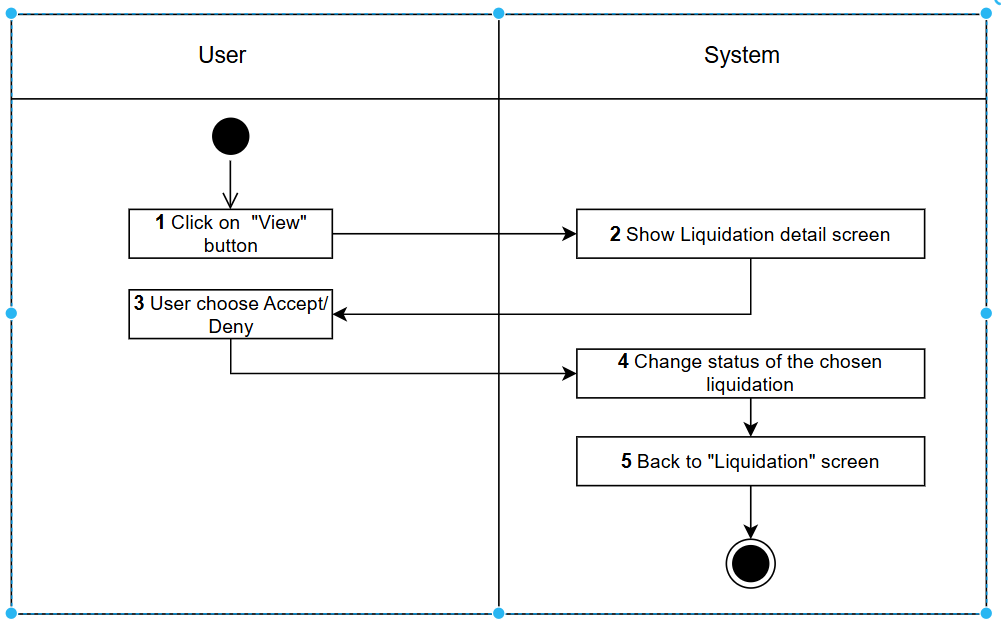 User
System
1 Click on "View"
button
2 Show Liquidation detail screen
3 User choose Accept/
Deny
4 Change status of the chosen
liquidation
5 Back to "Liquidation" screen